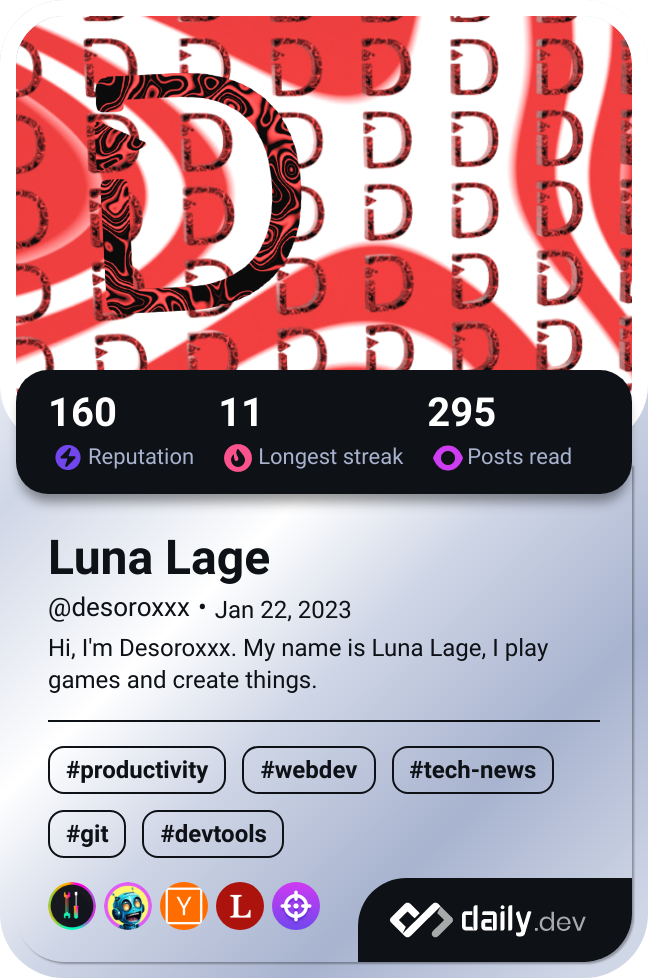 D
160 11 295
Reputation Longest streak Posts read
Luna Lage
@desoroxxx • Jan 22, 2023
Hi, I'm Desoroxxx. My name is Luna Lage, I play
games and create things.
#productivity #webdev #tech-news
#git #devtools
Y L
daily.dev